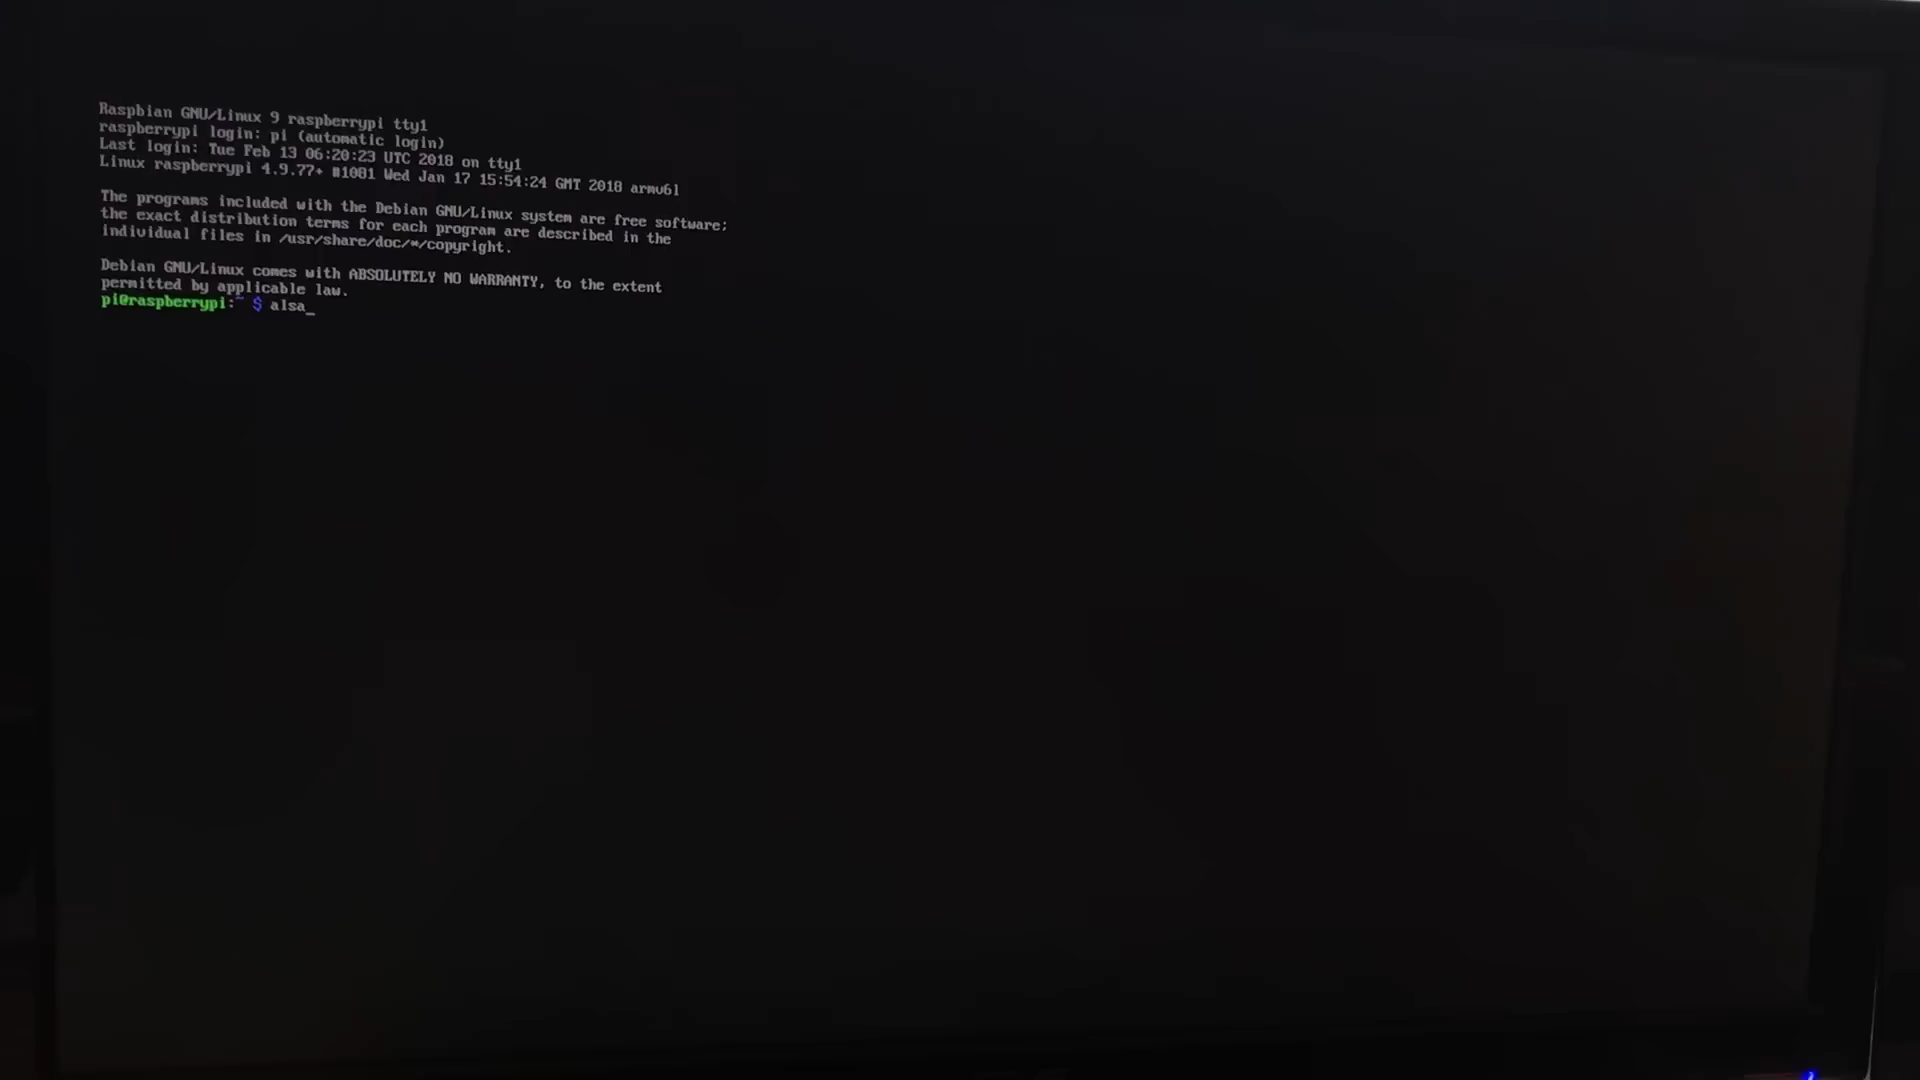 Raspbian GNU/Linux 9 raspberrypi tty1
raspberrypi login: pi (automatic login)
Last login: Tue Feb 13 06:20:23 UTC 2018 on tty1
Linux raspberrypi 4.9.77+ #1081 Wed Jan 17 15:54:24 GMT 2018 armv6l
The programs included with the Debian GNU/Linux system are free software;
the exact distribution terms for each program are described in the
individual files in /usr/share/doc/*/copyright.
Debian GNU/Linux comes with ABSOLUTELY NO WARRANTY, to the extent
permitted by applicable law.
pi@raspberrypi:~ $ alsa_